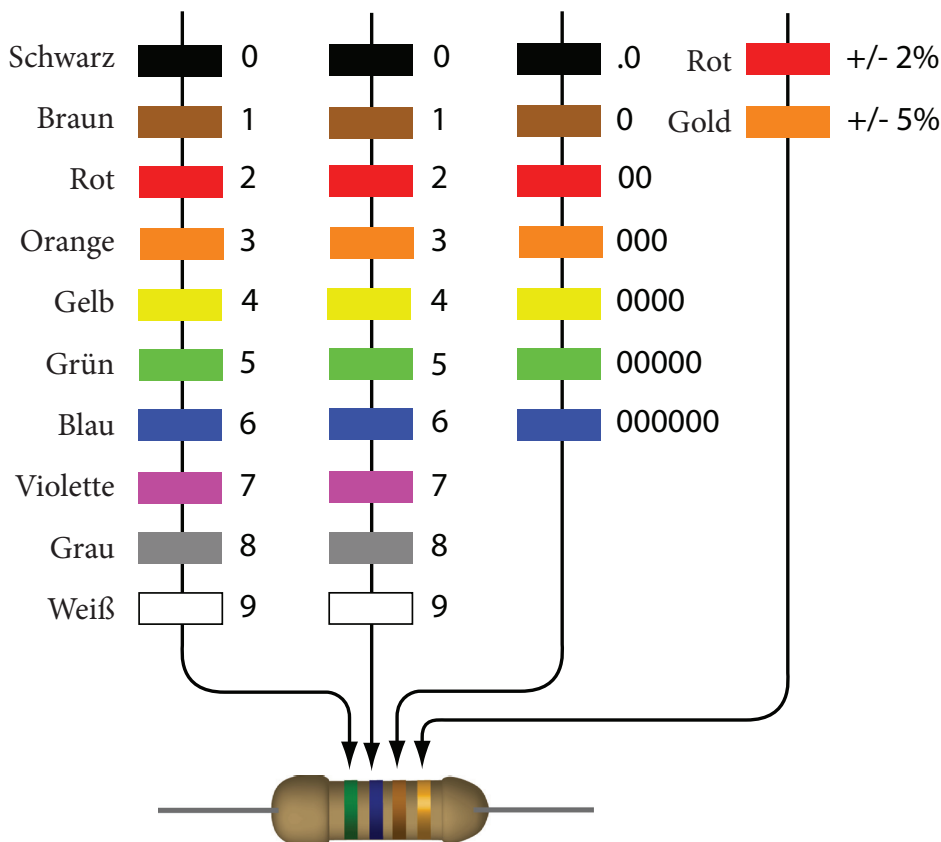 Schwarz 0 0 .0 Rot +/- 2%
Braun 1 1 0 Gold +/- 5%
Rot 2 2 00
Orange 3 3 000
Gelb 4 4 0000
Grün 5 5 00000
Blau 6 6 000000
Violette 7 7
Grau 8 8
Weiß 9 9